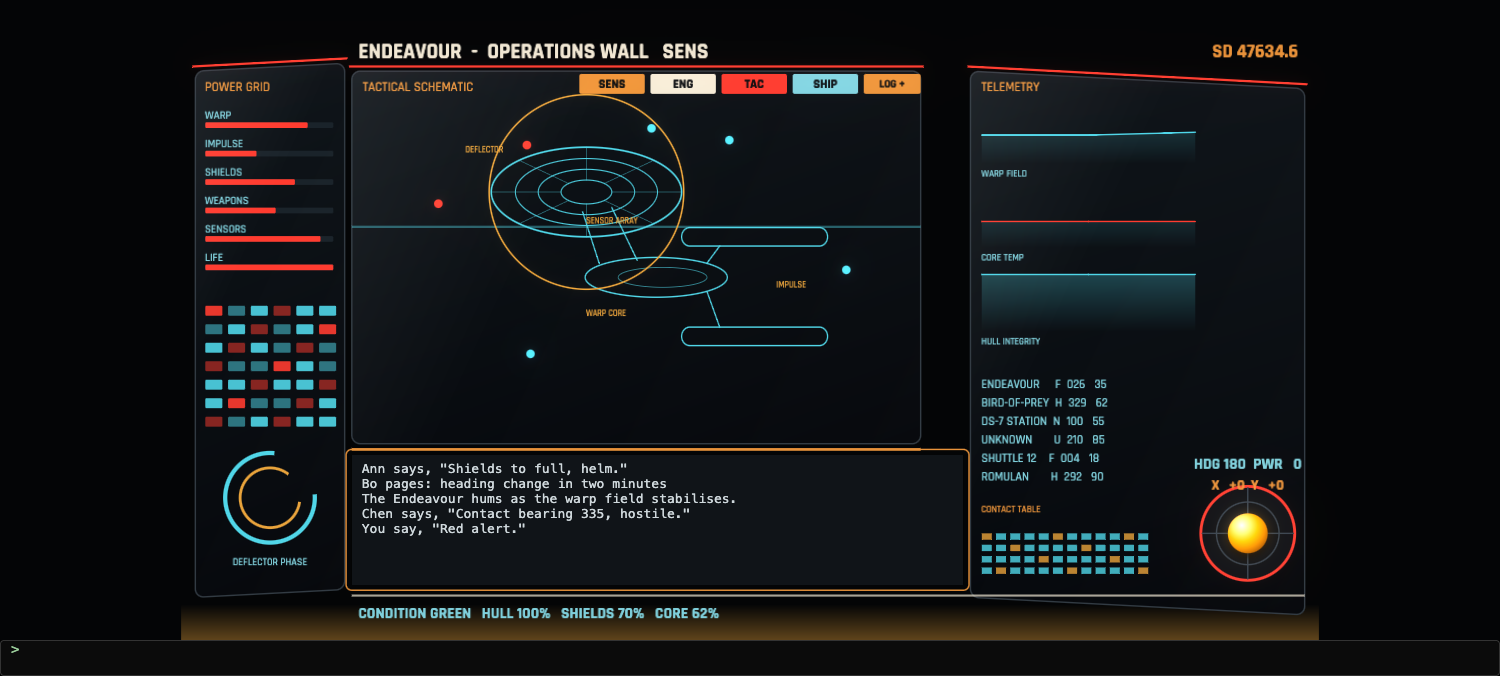 ENDEAVOUR - OPERATIONS WALL SENS
SD 47634.6
POWER GRID
WARP
IMPULSE
SHIELDS
WEAPONS
SENSORS
LIFE
DEFLECTOR PHASE
TACTICAL SCHEMATIC
SENS
ENG
TAC
SHIP
LOG +
DEFLECTOR
SENSOR ARRAY
IMPULSE
WARP CORE
Ann says, "Shields to full, helm."
Bo pages: heading change in two minutes
The Endeavour hums as the warp field stabilises.
Chen says, "Contact bearing 335, hostile."
You say, "Red alert."
TELEMETRY
WARP FIELD
CORE TEMP
HULL INTEGRITY
ENDEAVOUR F 026 35
BIRD-OF-PREY H 329 62
DS-7 STATION N 100 55
UNKNOWN U 210 85
SHUTTLE 12 F 004 18
ROMULAN H 292 90
CONTACT TABLE
HDG 180 PWR 0
X +0 Y +0
CONDITION GREEN HULL 100% SHIELDS 70% CORE 62%
>